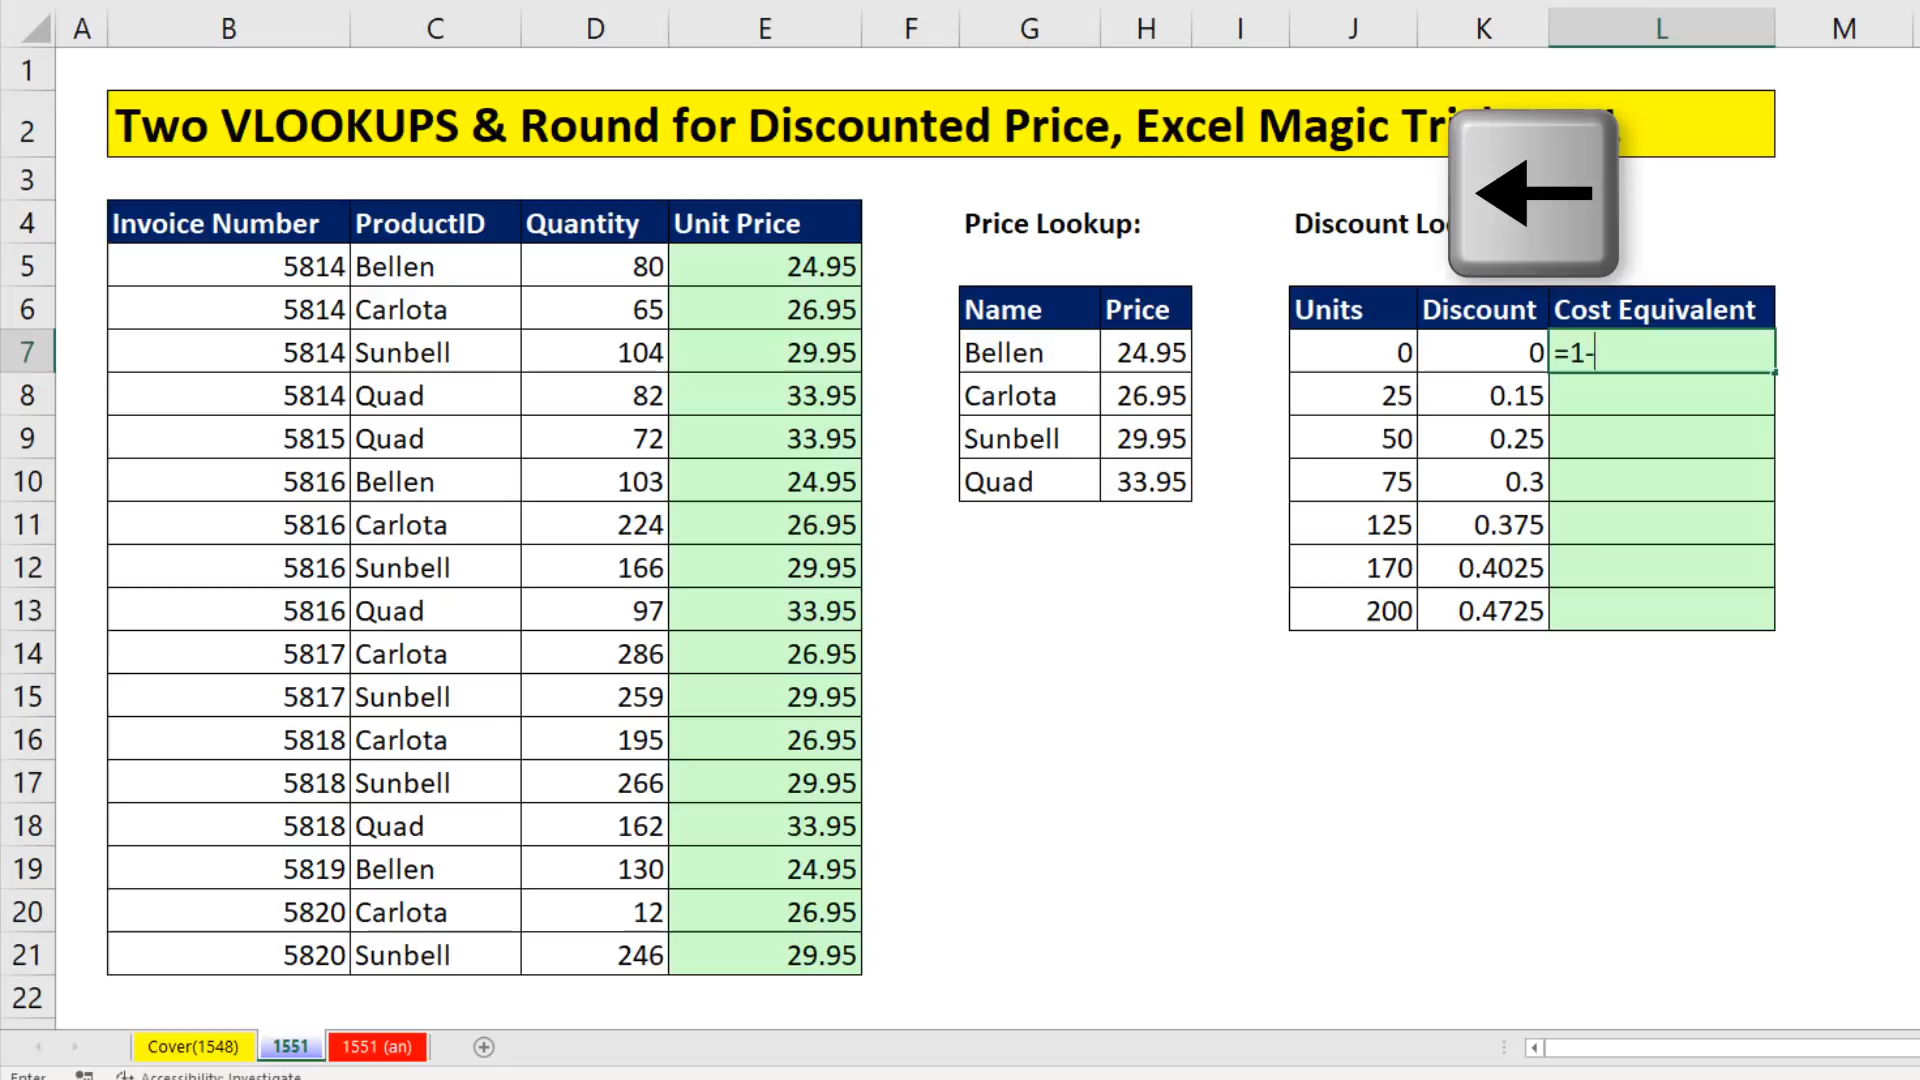 A B C D E F G H I J K L M
1
2 Two VLOOKUPS & Round for Discounted Price, Excel Magic
3
4 Invoice Number ProductID Quantity Unit Price Price Lookup: Discount
5 5814 Bellen 80 24.95
6 5814 Carlota 65 26.95 Name Price Units Discount Cost Equivalent
7 5814 Sunbell 104 29.95 Bellen 24.95 0 0 =1-
8 5814 Quad 82 33.95 Carlota 26.95 25 0.15
9 5815 Quad 72 33.95 Sunbell 29.95 50 0.25
10 5816 Bellen 103 24.95 Quad 33.95 75 0.3
11 5816 Carlota 224 26.95 125 0.375
12 5816 Sunbell 166 29.95 170 0.4025
13 5816 Quad 97 33.95 200 0.4725
14 5817 Carlota 286 26.95
15 5817 Sunbell 259 29.95
16 5818 Carlota 195 26.95
17 5818 Sunbell 266 29.95
18 5818 Quad 162 33.95
19 5819 Bellen 130 24.95
20 5820 Carlota 12 26.95
21 5820 Sunbell 246 29.95
22
Cover(1548) 1551 1551 (an)
Enter Accessibility: Investigate